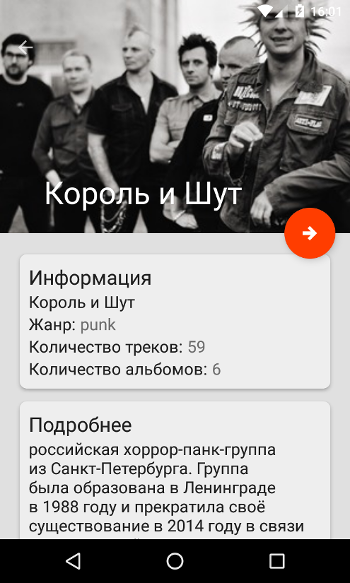 16:01
Король и Шут
Информация
Король и Шут
Жанр: punk
Количество треков: 59
Количество альбомов: 6
Подробнее
российская хоррор-панк-группа
из Санкт-Петербурга. Группа
была образована в Ленинграде
в 1988 году и прекратила своё
существование в 2014 году в связи